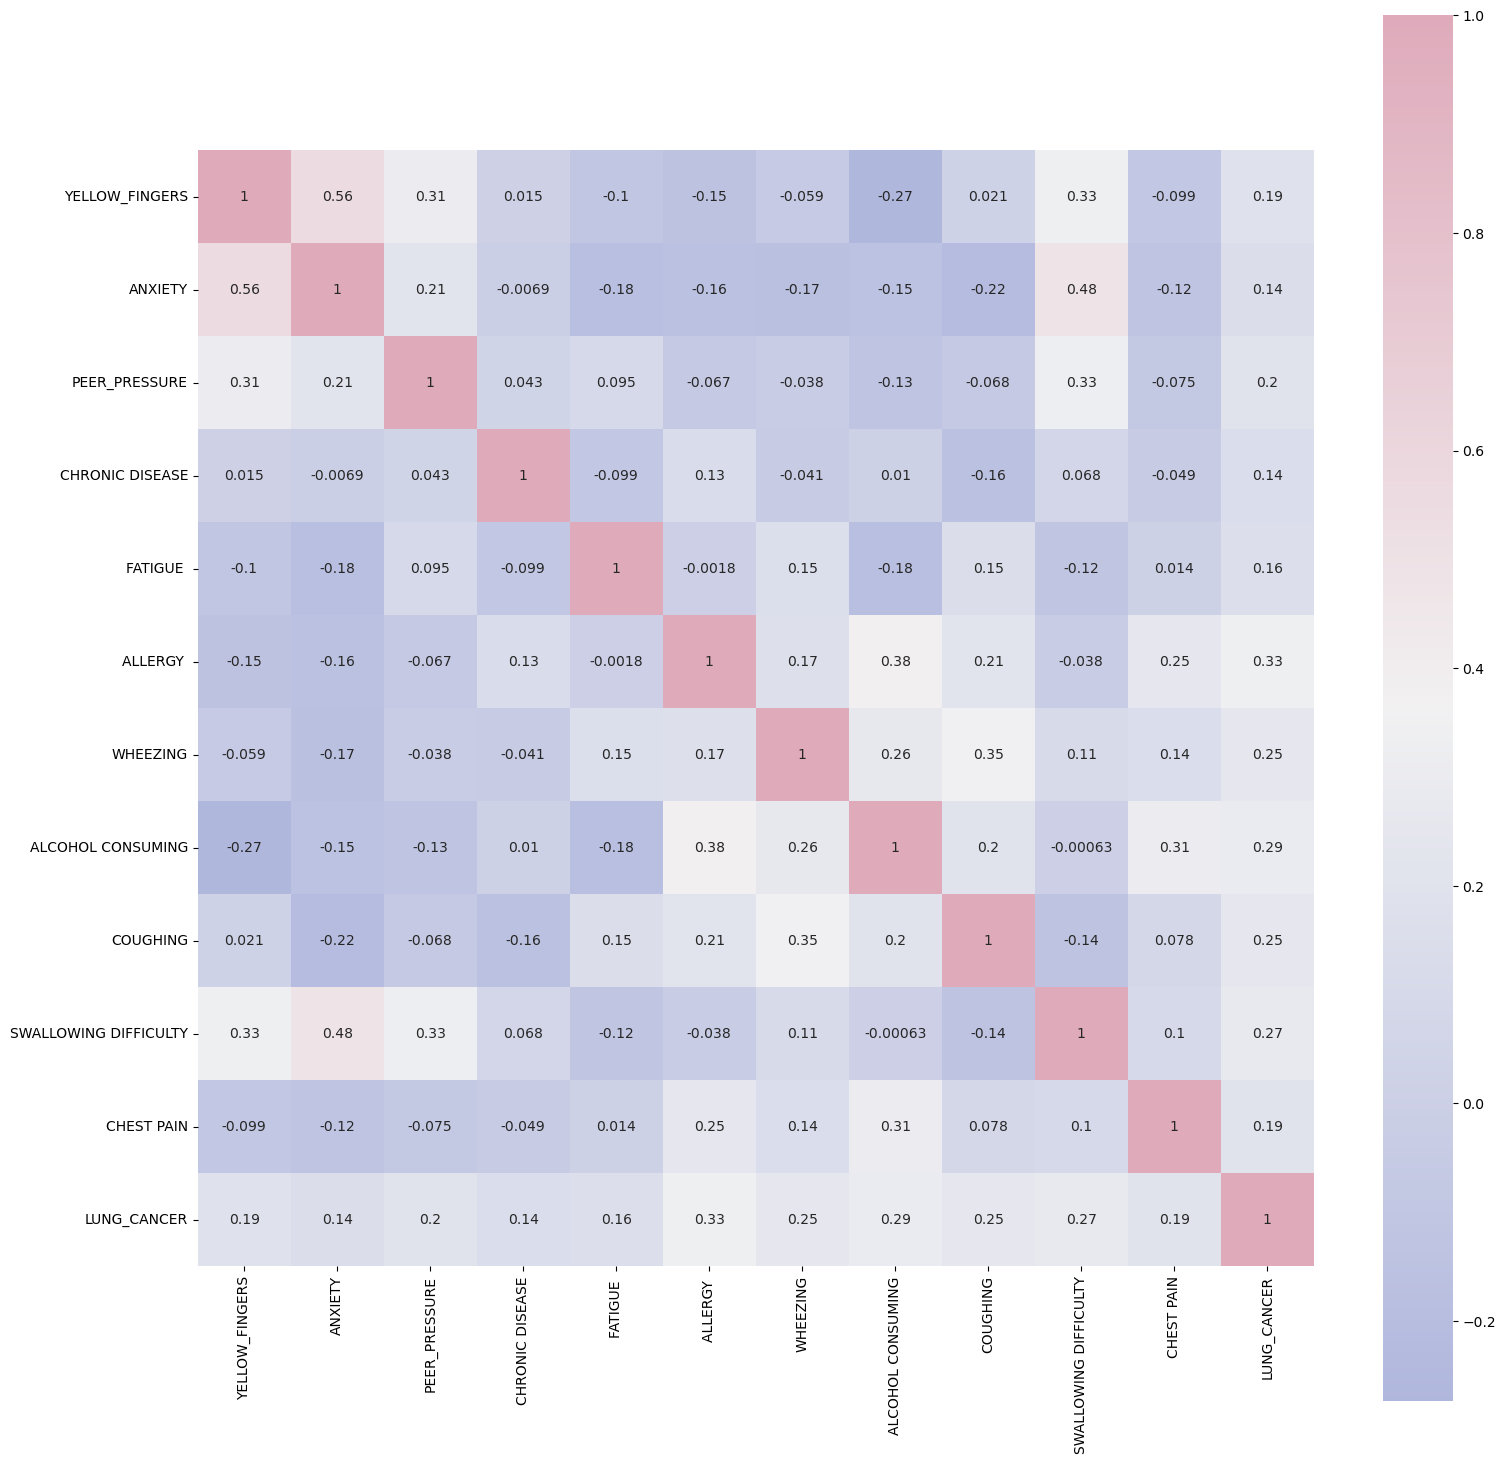 1.0
YELLOW_FINGERS 1 0.56 0.31 0.015 -0.1 -0.15 -0.059 -0.27 0.021 0.33 -0.099 0.19
0.8
ANXIETY 0.56 1 0.21 -0.0069 -0.18 -0.16 -0.17 -0.15 -0.22 0.48 -0.12 0.14
PEER_PRESSURE 0.31 0.21 1 0.043 0.095 -0.067 -0.038 -0.13 -0.068 0.33 -0.075 0.2
0.6
CHRONIC DISEASE 0.015 -0.0069 0.043 1 -0.099 0.13 -0.041 0.01 -0.16 0.068 -0.049 0.14
FATIGUE -0.1 -0.18 0.095 -0.099 1 -0.0018 0.15 -0.18 0.15 -0.12 0.014 0.16
ALLERGY -0.15 -0.16 -0.067 0.13 -0.0018 1 0.17 0.38 0.21 -0.038 0.25 0.33
0.4
WHEEZING -0.059 -0.17 -0.038 -0.041 0.15 0.17 1 0.26 0.35 0.11 0.14 0.25
ALCOHOL CONSUMING -0.27 -0.15 -0.13 0.01 -0.18 0.38 0.26 1 0.2 -0.00063 0.31 0.29
0.2
COUGHING 0.021 -0.22 -0.068 -0.16 0.15 0.21 0.35 0.2 1 -0.14 0.078 0.25
SWALLOWING DIFFICULTY 0.33 0.48 0.33 0.068 -0.12 -0.038 0.11 -0.00063 -0.14 1 0.1 0.27
0.0
CHEST PAIN -0.099 -0.12 -0.075 -0.049 0.014 0.25 0.14 0.31 0.078 0.1 1 0.19
LUNG_CANCER 0.19 0.14 0.2 0.14 0.16 0.33 0.25 0.29 0.25 0.27 0.19 1
−0.2
YELLOW_FINGERS
ANXIETY
PEER_PRESSURE
CHRONIC DISEASE
FATIGUE
ALLERGY
WHEEZING
ALCOHOL CONSUMING
COUGHING
SWALLOWING DIFFICULTY
CHEST PAIN
LUNG_CANCER